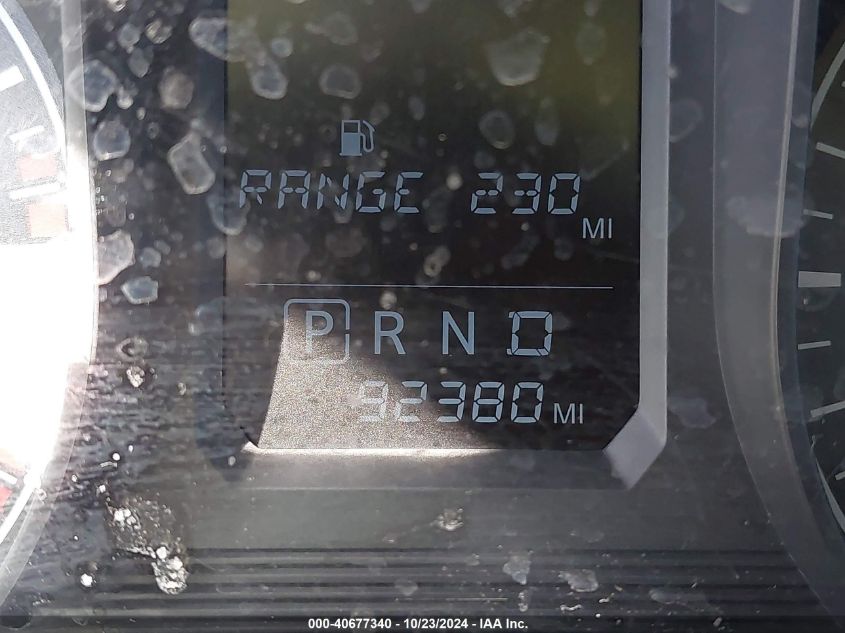 RANGE 230 MI
P R N D
92380 MI
000-40677340 - 10/23/2024 - IAA Inc.